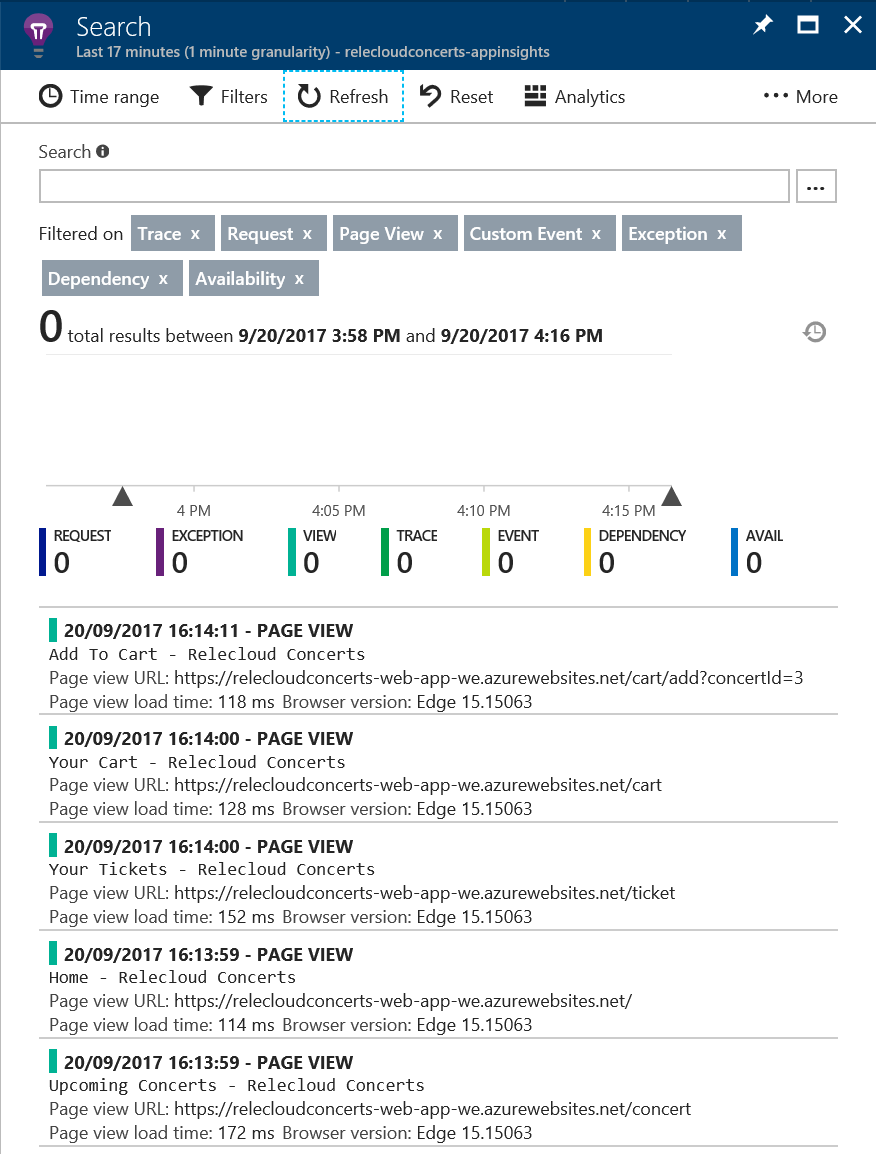 Search
Last 17 minutes (1 minute granularity) - relecloudconcerts-appinsights
Time range Filters Refresh Reset Analytics ••• More
Search
...
Filtered on Trace x Request x Page View x Custom Event x Exception x
Dependency x Availability x
0 total results between 9/20/2017 3:58 PM and 9/20/2017 4:16 PM
4 PM 4:05 PM 4:10 PM 4:15 PM
REQUEST EXCEPTION VIEW TRACE EVENT DEPENDENCY AVAIL
0 0 0 0 0 0 0
20/09/2017 16:14:11 - PAGE VIEW
Add To Cart - Relecloud Concerts
Page view URL: https://relecloudconcerts-web-app-we.azurewebsites.net/cart/add?concertId=3
Page view load time: 118 ms Browser version: Edge 15.15063
20/09/2017 16:14:00 - PAGE VIEW
Your Cart - Relecloud Concerts
Page view URL: https://relecloudconcerts-web-app-we.azurewebsites.net/cart
Page view load time: 128 ms Browser version: Edge 15.15063
20/09/2017 16:14:00 - PAGE VIEW
Your Tickets - Relecloud Concerts
Page view URL: https://relecloudconcerts-web-app-we.azurewebsites.net/ticket
Page view load time: 152 ms Browser version: Edge 15.15063
20/09/2017 16:13:59 - PAGE VIEW
Home - Relecloud Concerts
Page view URL: https://relecloudconcerts-web-app-we.azurewebsites.net/
Page view load time: 114 ms Browser version: Edge 15.15063
20/09/2017 16:13:59 - PAGE VIEW
Upcoming Concerts - Relecloud Concerts
Page view URL: https://relecloudconcerts-web-app-we.azurewebsites.net/concert
Page view load time: 172 ms Browser version: Edge 15.15063